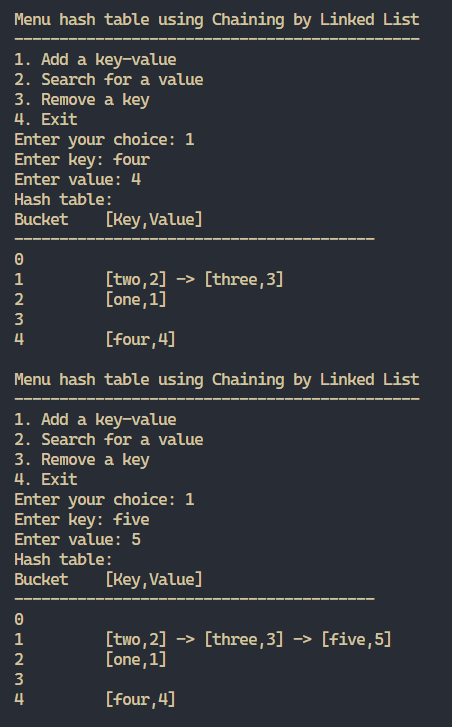 Menu hash table using Chaining by Linked List
---------------------------------------------
1. Add a key-value
2. Search for a value
3. Remove a key
4. Exit
Enter your choice: 1
Enter key: four
Enter value: 4
Hash table:
Bucket    [Key,Value]
----------------------------------------
0
1         [two,2] -> [three,3]
2         [one,1]
3
4         [four,4]

Menu hash table using Chaining by Linked List
---------------------------------------------
1. Add a key-value
2. Search for a value
3. Remove a key
4. Exit
Enter your choice: 1
Enter key: five
Enter value: 5
Hash table:
Bucket    [Key,Value]
----------------------------------------
0
1         [two,2] -> [three,3] -> [five,5]
2         [one,1]
3
4         [four,4]